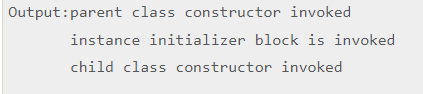 Output:parent class constructor invoked
instance initializer block is invoked
child class constructor invoked